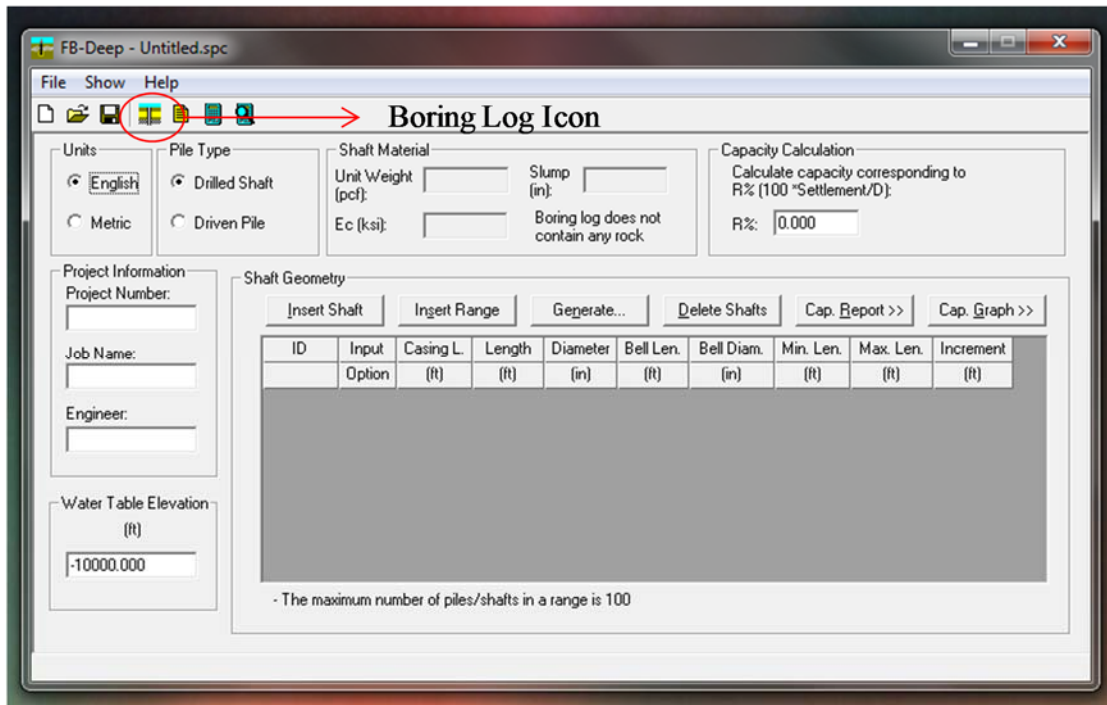 FB-Deep - Untitled.spc
File Show Help
Boring Log Icon
Units
English
Metric
Pile Type
Drilled Shaft
Driven Pile
Shaft Material
Unit Weight
(pcf):
Slump
(in):
Ec (ksi):
Boring log does not
contain any rock
Capacity Calculation
Calculate capacity corresponding to
R% (100 *Settlement/D):
R%: 0.000
Project Information
Project Number:
Job Name:
Engineer:
Water Table Elevation
(ft)
-10000.000
Shaft Geometry
Insert Shaft Insert Range Generate... Delete Shafts Cap. Report >> Cap. Graph >>
ID Input Casing L. Length Diameter Bell Len. Bell Diam. Min. Len. Max. Len. Increment
Option (ft) (ft) (in) (ft) (in) (ft) (ft) (ft)
- The maximum number of piles/shafts in a range is 100